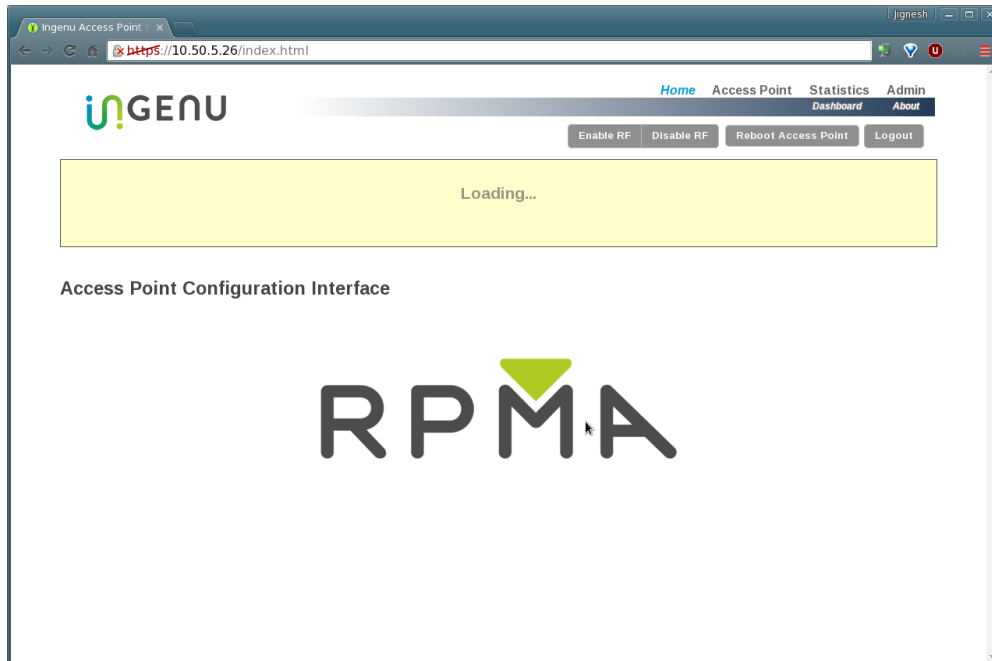 Jignesh
Ingenu Access Point C
https://10.50.5.26/index.html
INGENU
Home Access Point Statistics Admin
Dashboard About
Enable RF Disable RF Reboot Access Point Logout
Loading...
Access Point Configuration Interface
RPMA